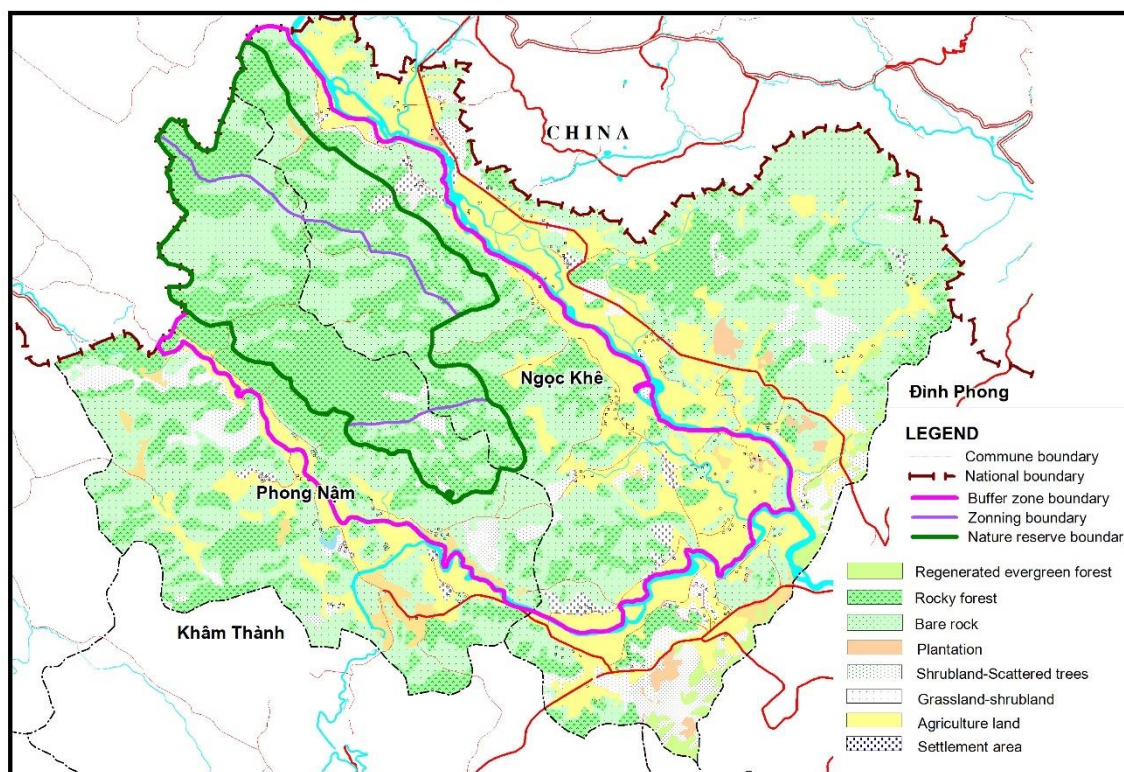 CHINA
Ngọc Khê
Đình Phong
Phong Nâm
Khâm Thành
LEGEND
Commune boundary
National boundary
Buffer zone boundary
Zonning boundary
Nature reserve boundar
Regenerated evergreen forest
Rocky forest
Bare rock
Plantation
Shrubland-Scattered trees
Grassland-shrubland
Agriculture land
Settlement area